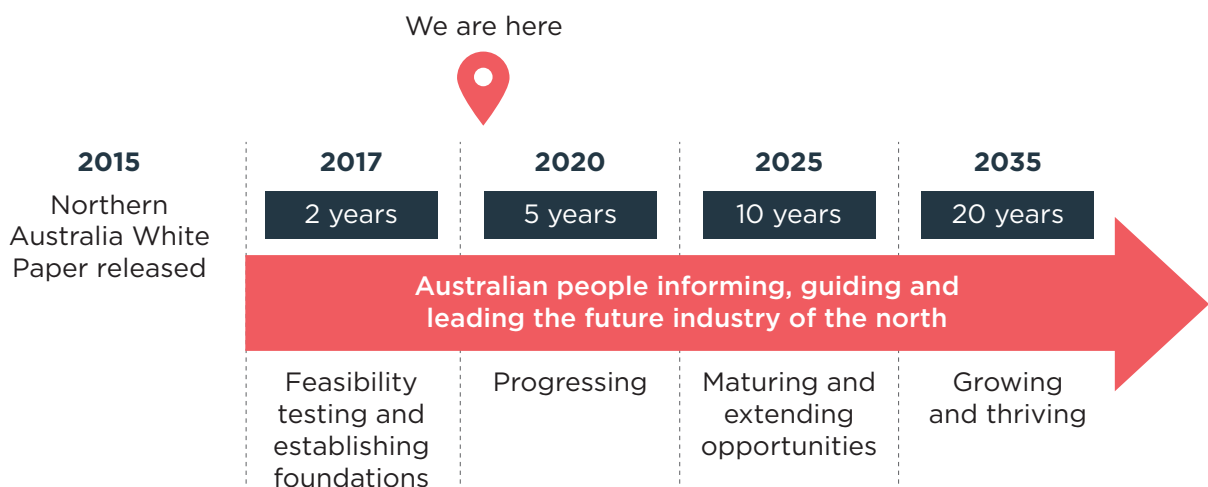 We are here
2015
Northern
Australia White
Paper released
2017
2 years
2020
5 years
2025
10 years
2035
20 years
Australian people informing, guiding and
leading the future industry of the north
Feasibility
testing and
establishing
foundations
Progressing
Maturing and
extending
opportunities
Growing
and thriving